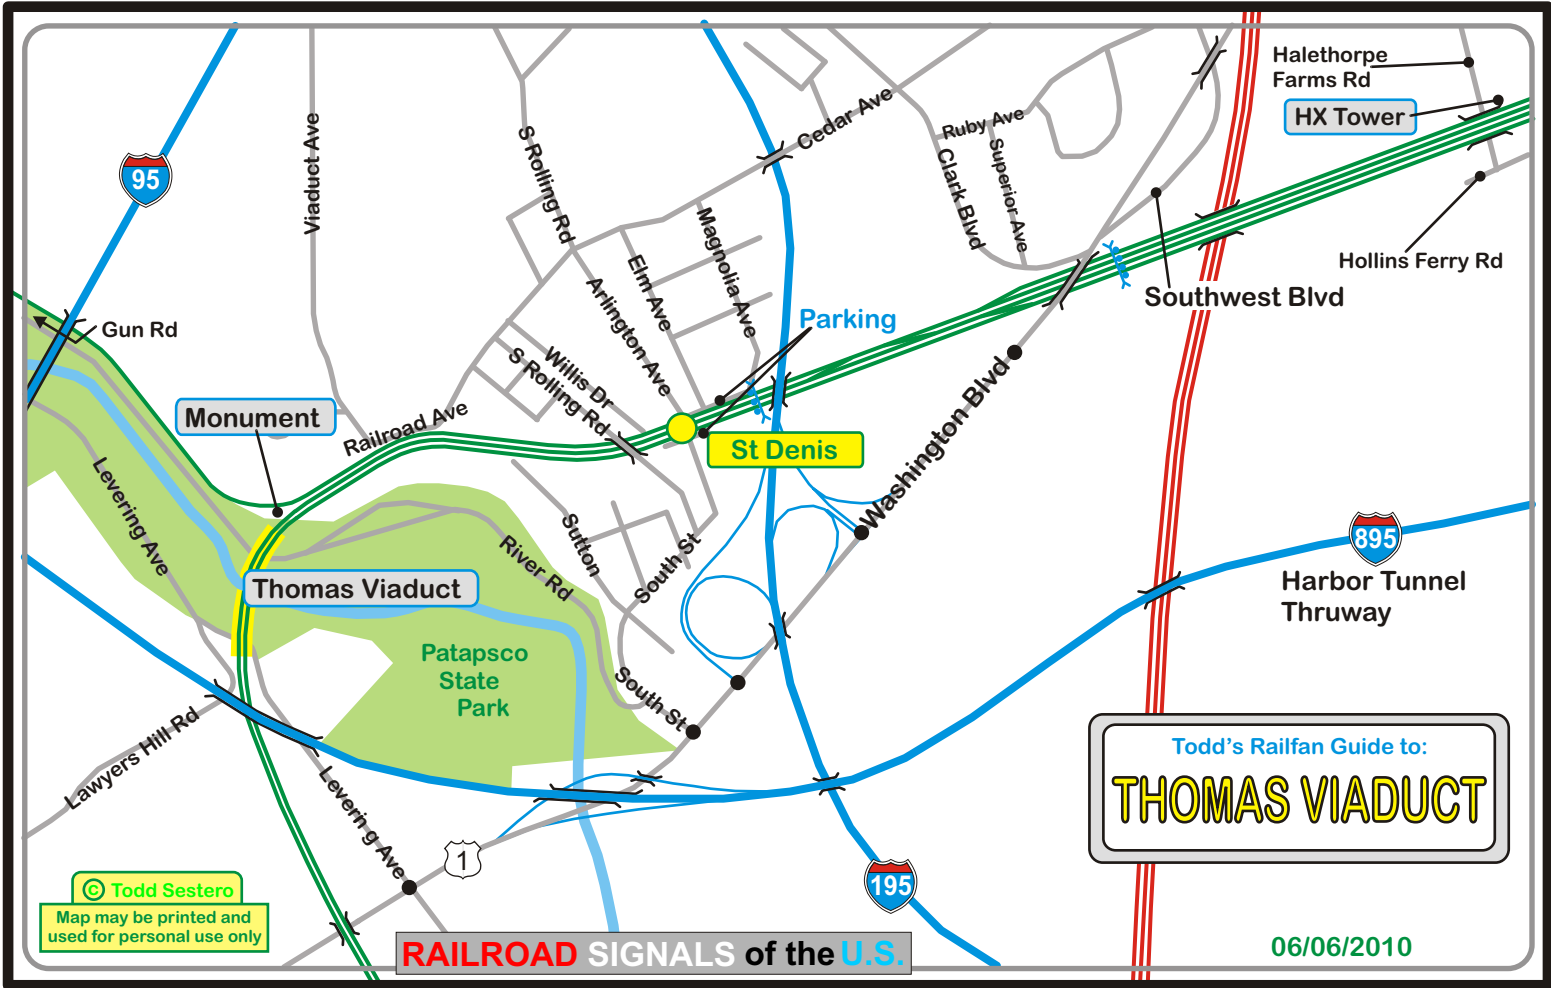 95
Viaduct Ave
S Rolling Rd
Cedar Ave
Ruby Ave
Clark Blvd
Superior Ave
Halethorpe
Farms Rd
HX Tower
Hollins Ferry Rd
Southwest Blvd
Magnolia Ave
Elm Ave
Arlington Ave
Parking
Gun Rd
Willis Dr
S Rolling Rd
Monument
Railroad Ave
St Denis
Washington Blvd
Levering Ave
Sutton
River Rd
South St
Thomas Viaduct
895
Harbor Tunnel
Thruway
Patapsco
State
Park
South St
Lawyers Hill Rd
Levering Ave
Todd's Railfan Guide to:
THOMAS VIADUCT
1
195
© Todd Sestero
Map may be printed and
used for personal use only
RAILROAD SIGNALS of the U.S.
06/06/2010